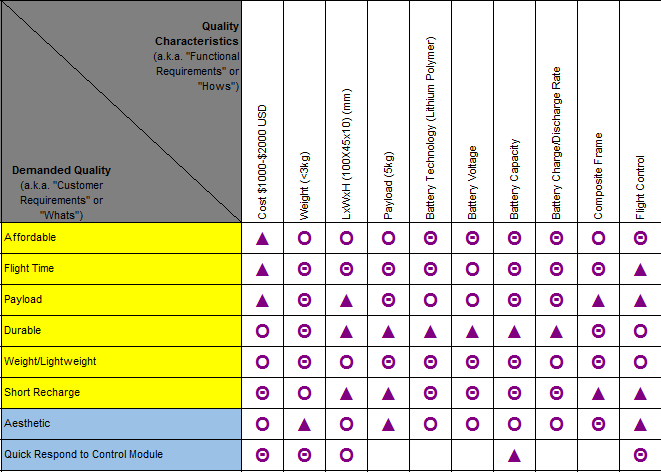 Quality
Characteristics
(a.k.a. "Functional
Requirements" or
"Hows")
Demanded Quality
(a.k.a. "Customer
Requirements" or
"Whats")
Cost $1000-$2000 USD
Weight (<3kg)
LxWxH (100X45x10) (mm)
Payload (5kg)
Battery Technology (Lithium Polymer)
Battery Voltage
Battery Capacity
Battery Charge/Discharge Rate
Composite Frame
Flight Control
Affordable ▲ Ο Ο Ο Θ Θ Θ Θ Ο Θ
Flight Time ▲ Θ Θ Θ Θ Ο Θ Θ Θ ▲
Payload ▲ Θ ▲ Θ Ο Ο Θ Θ ▲ ▲
Durable Ο Θ ▲ ▲ ▲ ▲ ▲ ▲ Θ Ο
Weight/Lightweight Ο Θ Ο Θ Θ Θ Θ Ο Θ Ο
Short Recharge Θ Ο ▲ ▲ Θ Θ Θ Θ ▲ ▲
Aesthetic Ο ▲ Ο ▲ Ο Ο Ο Ο Θ ▲
Quick Respond to Control Module Θ Θ Ο ▲ Θ